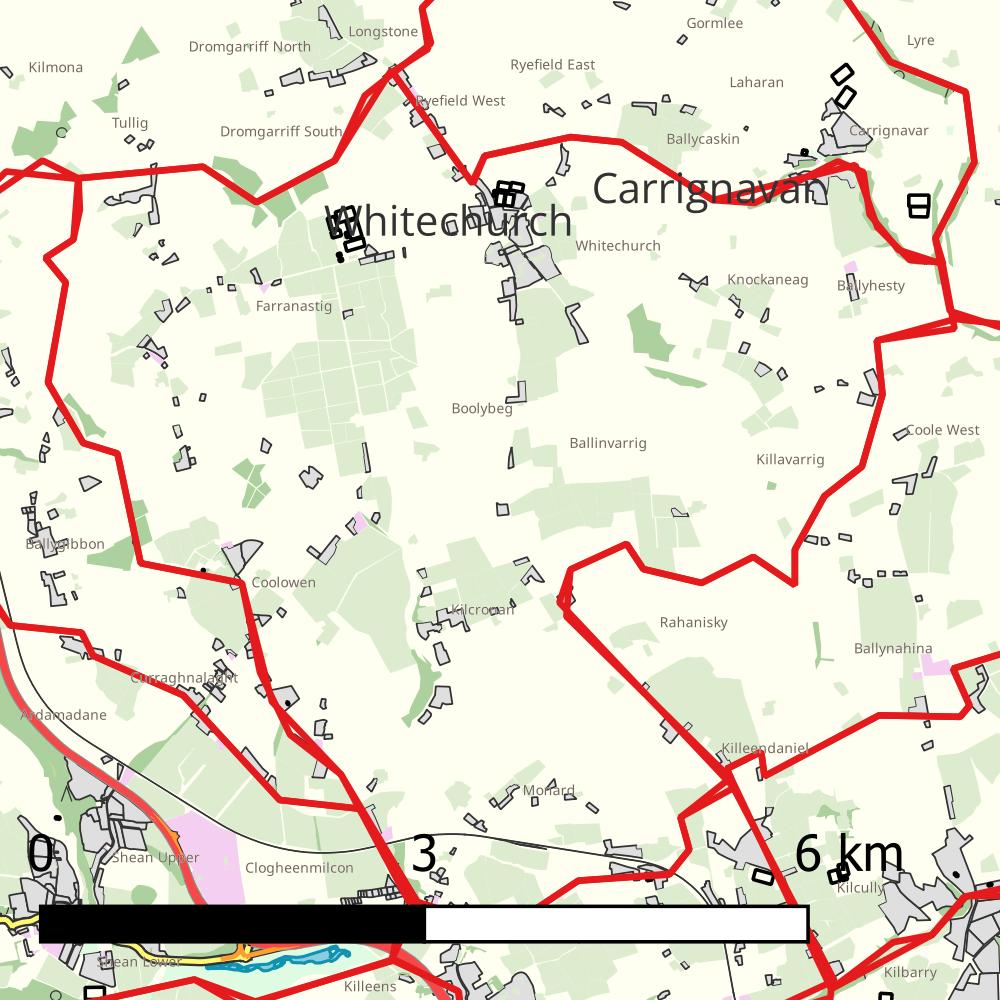 Gormlee
Longstone
Lyre
Dromgarriff North
Ryefield East
Kilmona
Laharan
Ryefield West
Tullig
Dromgarriff South
Carrignavar
Ballycaskin
Carrignavar
Whitechurch
Whitechurch
Knockaneag
Ballyhesty
Farranastig
Boolybeg
Coole West
Ballinvarrig
Killavarrig
Ballygibbon
Coolowen
Kilcronan
Rahanisky
Ballynahina
Curraghnalaght
Ardamadane
Killeendaniel
Monard
0 3 6 km
Shean Upper
Clogheenmilcon
Kilcully
Shean Lower
Kilbarry
Killeens